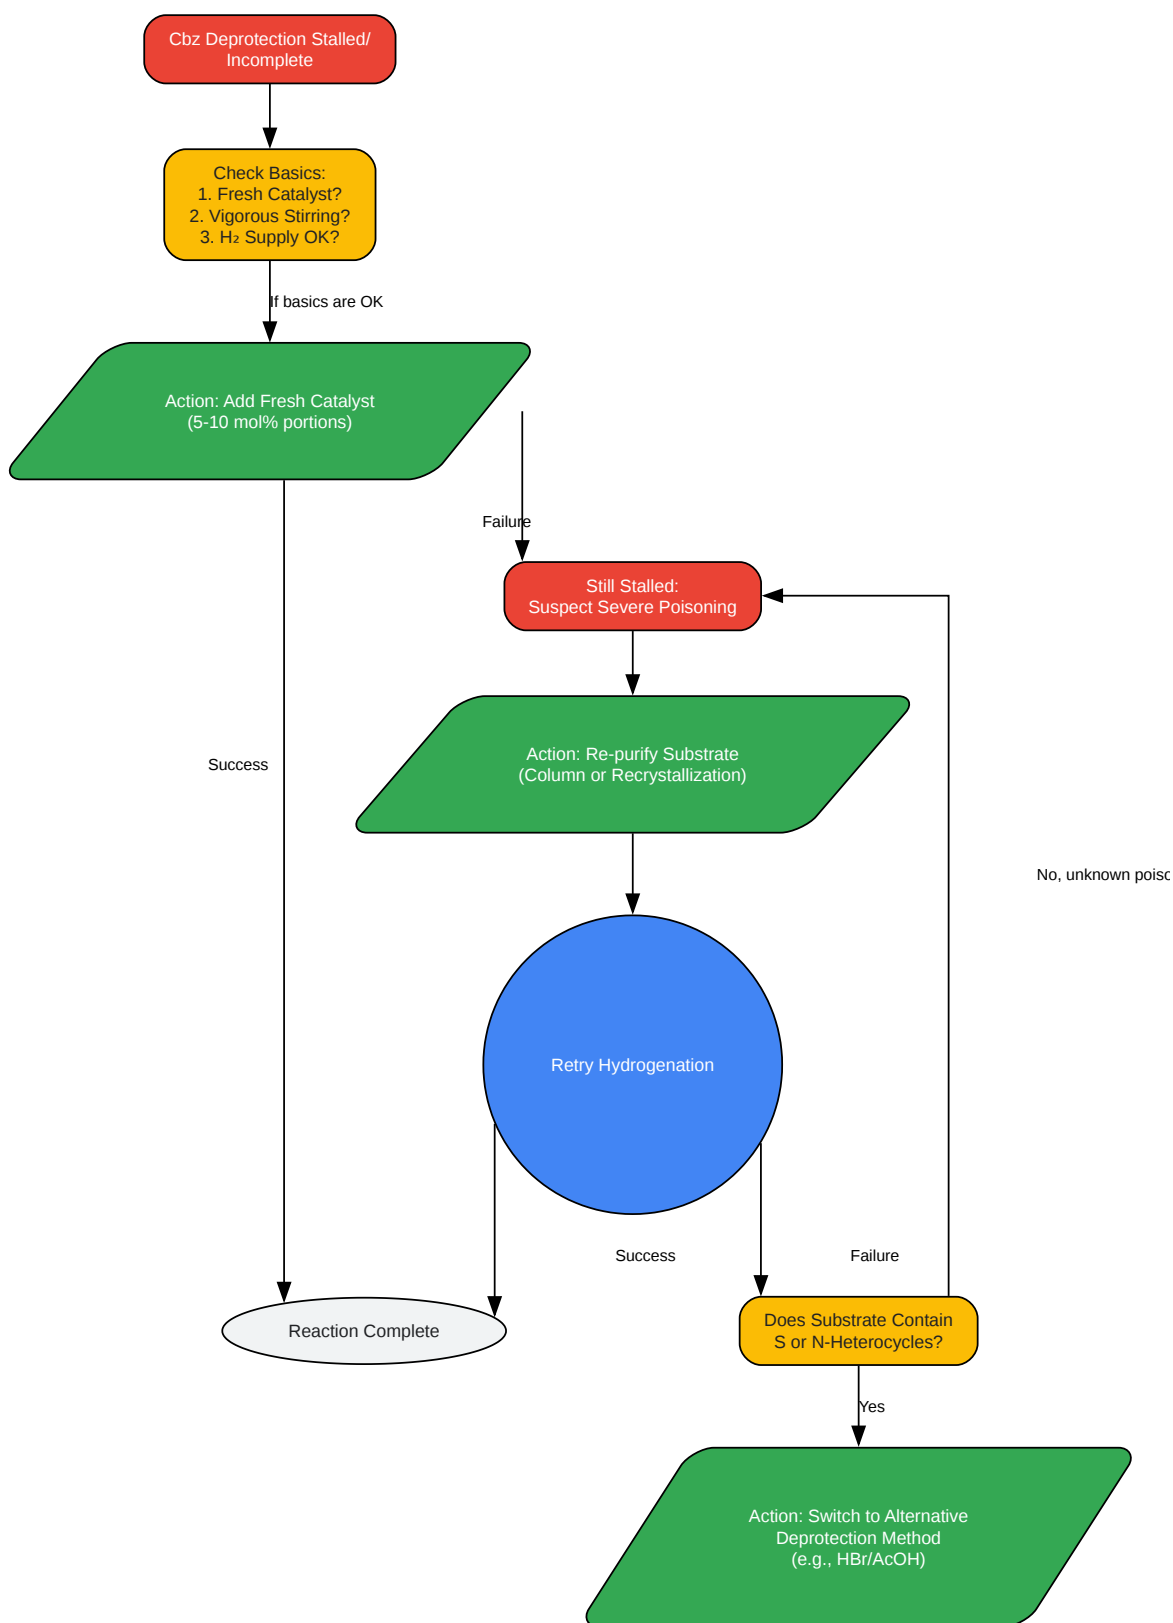 Cbz Deprotection Stalled/
Incomplete
Check Basics:
1. Fresh Catalyst?
2. Vigorous Stirring?
3. H₂ Supply OK?
If basics are OK
Action: Add Fresh Catalyst
(5-10 mol% portions)
Failure
Still Stalled:
Suspect Severe Poisoning
Action: Re-purify Substrate
(Column or Recrystallization)
Success
No, unknown
Retry Hydrogenation
Success
Failure
Reaction Complete
Does Substrate Contain
S or N-Heterocycles?
Yes
Action: Switch to Alternative
Deprotection Method
(e.g., HBr/AcOH)